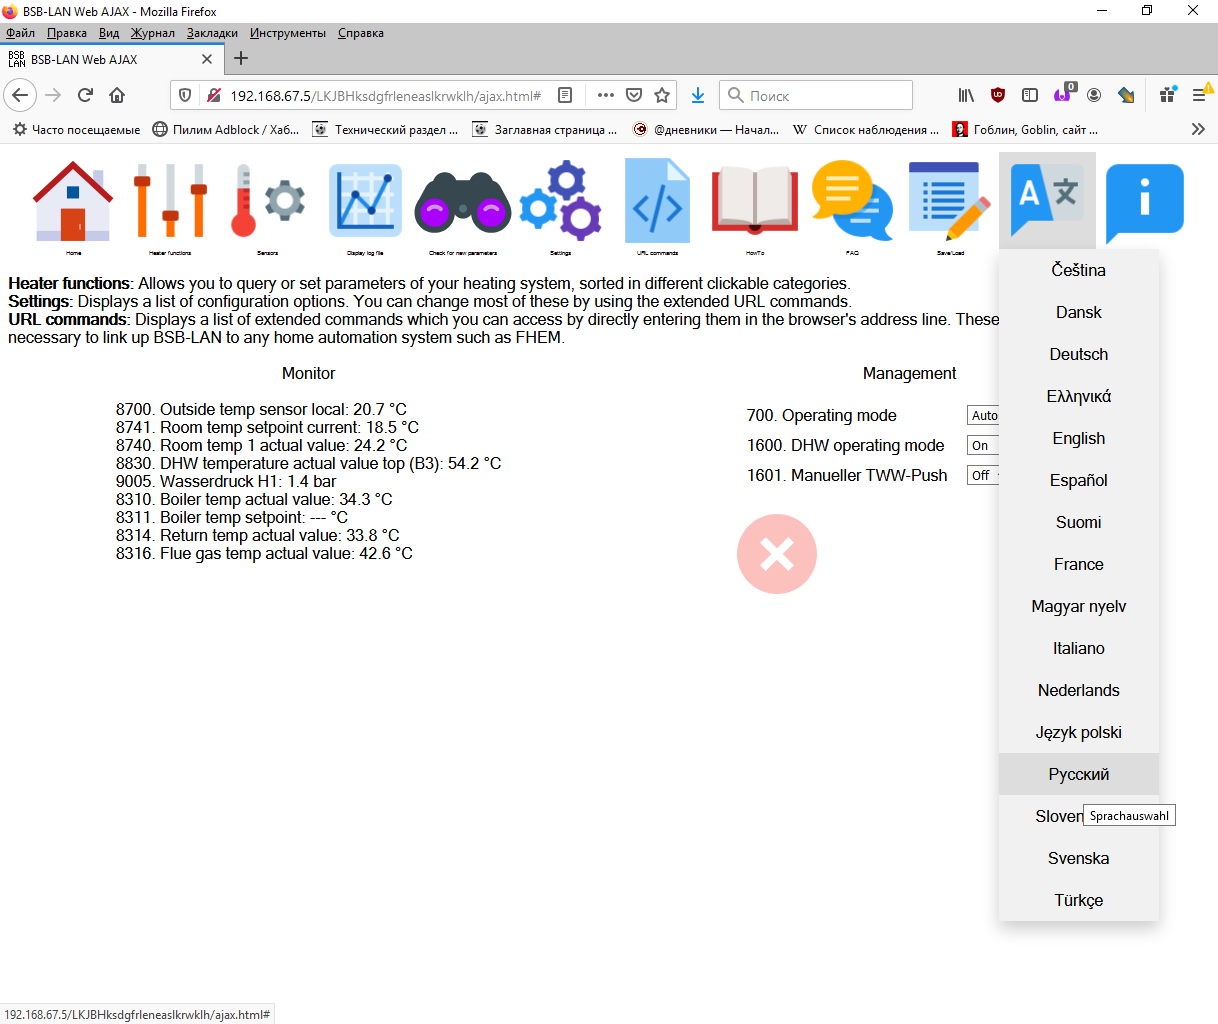 BSB-LAN Web AJAX - Mozilla Firefox
Файл Правка Вид Журнал Закладки Инструменты Справка
BSB LAN BSB-LAN Web AJAX
192.168.67.5/LKJBHksdgfrleneaslkrwklh/ajax.html# Поиск 0
Часто посещаемые Пилим Adblock / Хаб... Технический раздел ... Заглавная страница ... @дневники — Начал... W Список наблюдения ... Гоблин, Goblin, сайт ...
Home Heater functions Sensors Display log file Check for new parameters Settings URL commands HowTo FAQ Save/Load
Heater functions: Allows you to query or set parameters of your heating system, sorted in different clickable categories.
Settings: Displays a list of configuration options. You can change most of these by using the extended URL commands.
URL commands: Displays a list of extended commands which you can access by directly entering them in the browser's address line. These
necessary to link up BSB-LAN to any home automation system such as FHEM.
Monitor
8700. Outside temp sensor local: 20.7 °C
8741. Room temp setpoint current: 18.5 °C
8740. Room temp 1 actual value: 24.2 °C
8830. DHW temperature actual value top (B3): 54.2 °C
9005. Wasserdruck H1: 1.4 bar
8310. Boiler temp actual value: 34.3 °C
8311. Boiler temp setpoint: --- °C
8314. Return temp actual value: 33.8 °C
8316. Flue gas temp actual value: 42.6 °C
Management
700. Operating mode Auto
1600. DHW operating mode On
1601. Manueller TWW-Push Off
Čeština
Dansk
Deutsch
Ελληνικά
English
Español
Suomi
France
Magyar nyelv
Italiano
Nederlands
Język polski
Русский
Sloven
Sprachauswahl
Svenska
Türkçe
192.168.67.5/LKJBHksdgfrleneaslkrwklh/ajax.html#